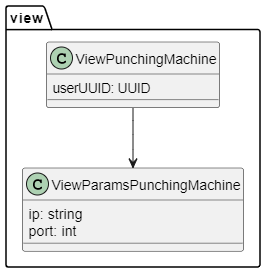 view
C ViewPunchingMachine
userUUID: UUID
C ViewParamsPunchingMachine
ip: string
port: int